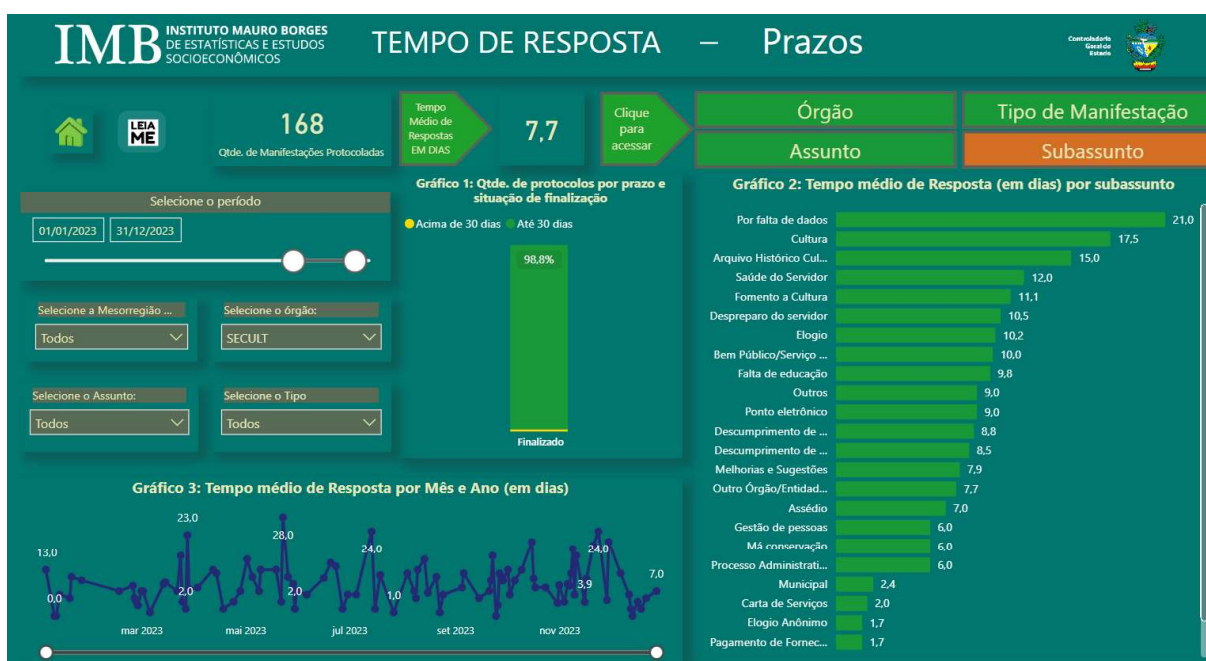 IMB
INSTITUTO MAURO BORGES
DE ESTATÍSTICAS E ESTUDOS
SOCIOECONÔMICOS
TEMPO DE RESPOSTA – Prazos
Controladoria
Geral do
Estado
LEIA
ME
168
Qtde. de Manifestações Protocoladas
Tempo
Médio de
Respostas
EM DIAS
7,7
Clique
para
acessar
Órgão
Tipo de Manifestação
Assunto
Subassunto
Selecione o período
01/01/2023 31/12/2023
Selecione a Mesorregião ...
Todos
Selecione o órgão:
SECULT
Selecione o Assunto:
Todos
Selecione o Tipo
Todos
Gráfico 1: Qtde. de protocolos por prazo e
situação de finalização
Acima de 30 dias Até 30 dias
98,8%
Finalizado
Gráfico 2: Tempo médio de Resposta (em dias) por subassunto
Por falta de dados 21,0
Cultura 17,5
Arquivo Histórico Cul... 15,0
Saúde do Servidor 12,0
Fomento a Cultura 11,1
Despreparo do servidor 10,5
Elogio 10,2
Bem Público/Serviço ... 10,0
Falta de educação 9,8
Outros 9,0
Ponto eletrônico 9,0
Descumprimento de ... 8,8
Descumprimento de ... 8,5
Melhorias e Sugestões 7,9
Outro Órgão/Entidad... 7,7
Assédio 7,0
Gestão de pessoas 6,0
Má conservação 6,0
Processo Administrati... 6,0
Municipal 2,4
Carta de Serviços 2,0
Elogio Anônimo 1,7
Pagamento de Fornec... 1,7
Gráfico 3: Tempo médio de Resposta por Mês e Ano (em dias)
13,0
0,0
23,0
2,0
28,0
2,0
24,0
1,0
24,0
3,9
7,0
mar 2023 mai 2023 jul 2023 set 2023 nov 2023